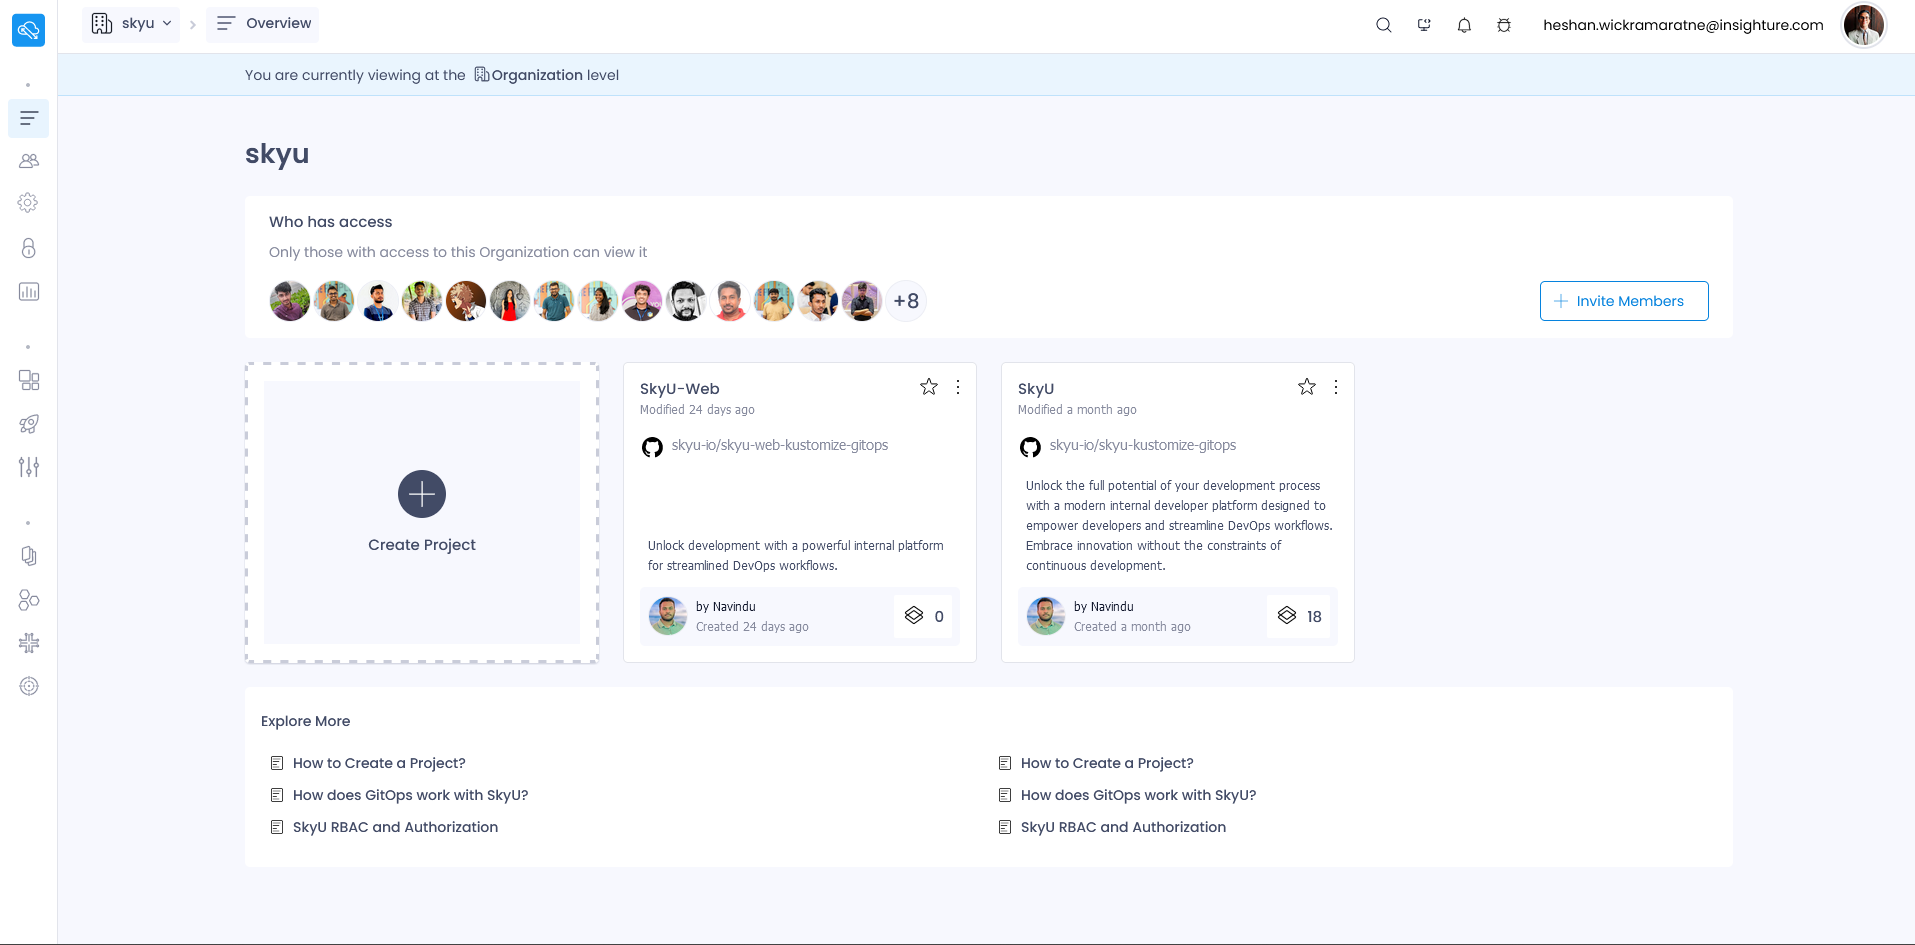 skyu
Overview
heshan.wickramaratne@insighture.com
You are currently viewing at the Organization level
skyu
Who has access
Only those with access to this Organization can view it
+8
Invite Members
Create Project
SkyU-Web
Modified 24 days ago
skyu-io/skyu-web-kustomize-gitops
Unlock development with a powerful internal platform
for streamlined DevOps workflows.
by Navindu
Created 24 days ago
0
SkyU
Modified a month ago
skyu-io/skyu-kustomize-gitops
Unlock the full potential of your development process
with a modern internal developer platform designed to
empower developers and streamline DevOps workflows.
Embrace innovation without the constraints of
continuous development.
by Navindu
Created a month ago
18
Explore More
How to Create a Project?
How does GitOps work with SkyU?
SkyU RBAC and Authorization
How to Create a Project?
How does GitOps work with SkyU?
SkyU RBAC and Authorization